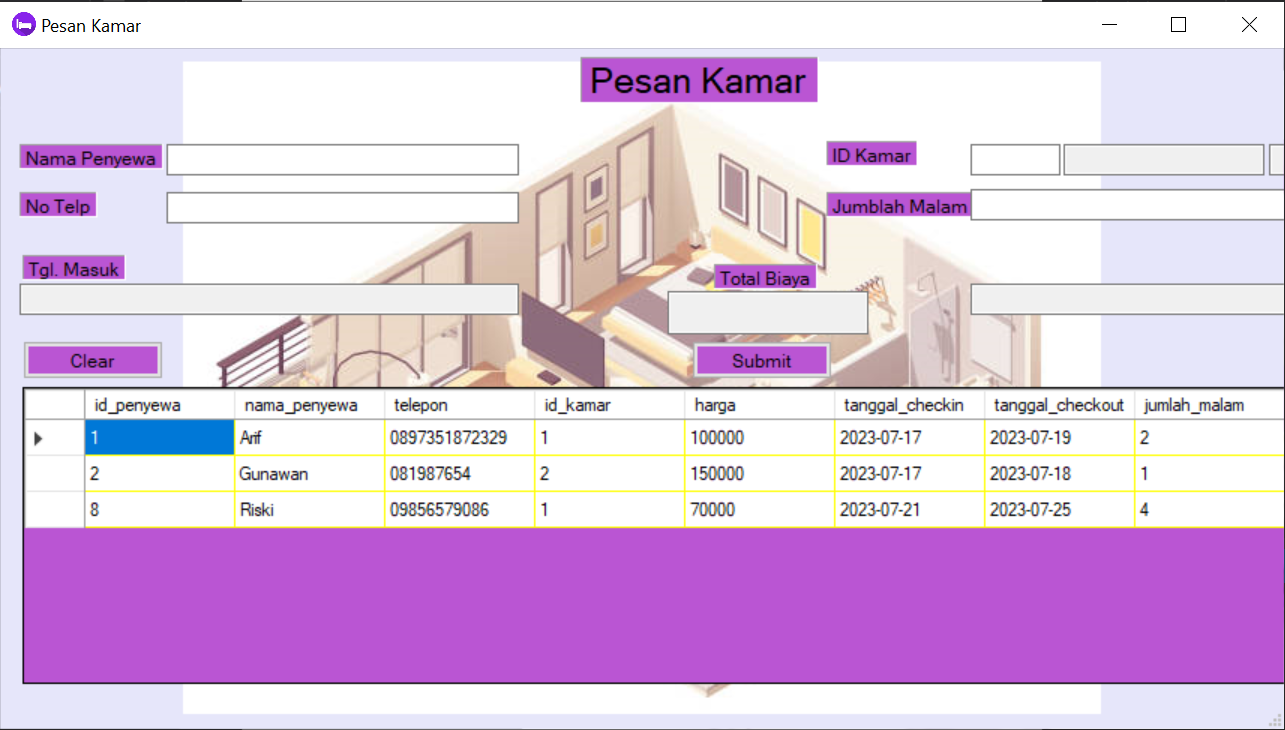 Pesan Kamar
Pesan Kamar
Nama Penyewa
ID Kamar
No Telp
Jumblah Malam
Tgl. Masuk
Total Biaya
Clear
Submit
id_penyewa nama_penyewa telepon id_kamar harga tanggal_checkin tanggal_checkout jumlah_malam
1 Arif 0897351872329 1 100000 2023-07-17 2023-07-19 2
2 Gunawan 081987654 2 150000 2023-07-17 2023-07-18 1
8 Riski 09856579086 1 70000 2023-07-21 2023-07-25 4